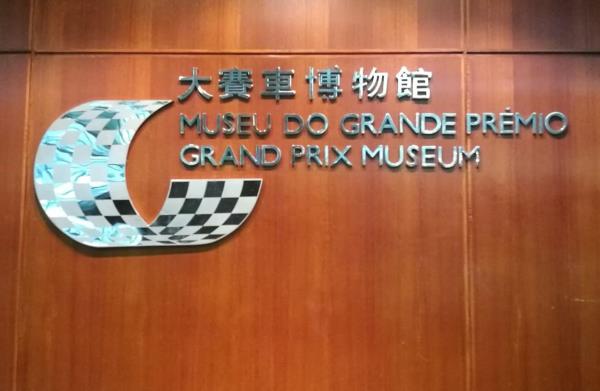 大賽車博物館
MUSEU DO GRANDE PRÉMIO
GRAND PRIX MUSEUM